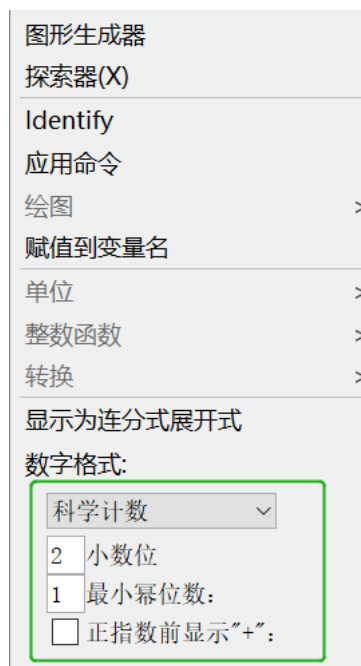 图形生成器
探索器(X)
Identify
应用命令
绘图
赋值到变量名
单位
整数函数
转换
显示为连分式展开式
数字格式:
科学计数
2 小数位
1 最小幂位数:
正指数前显示"+":